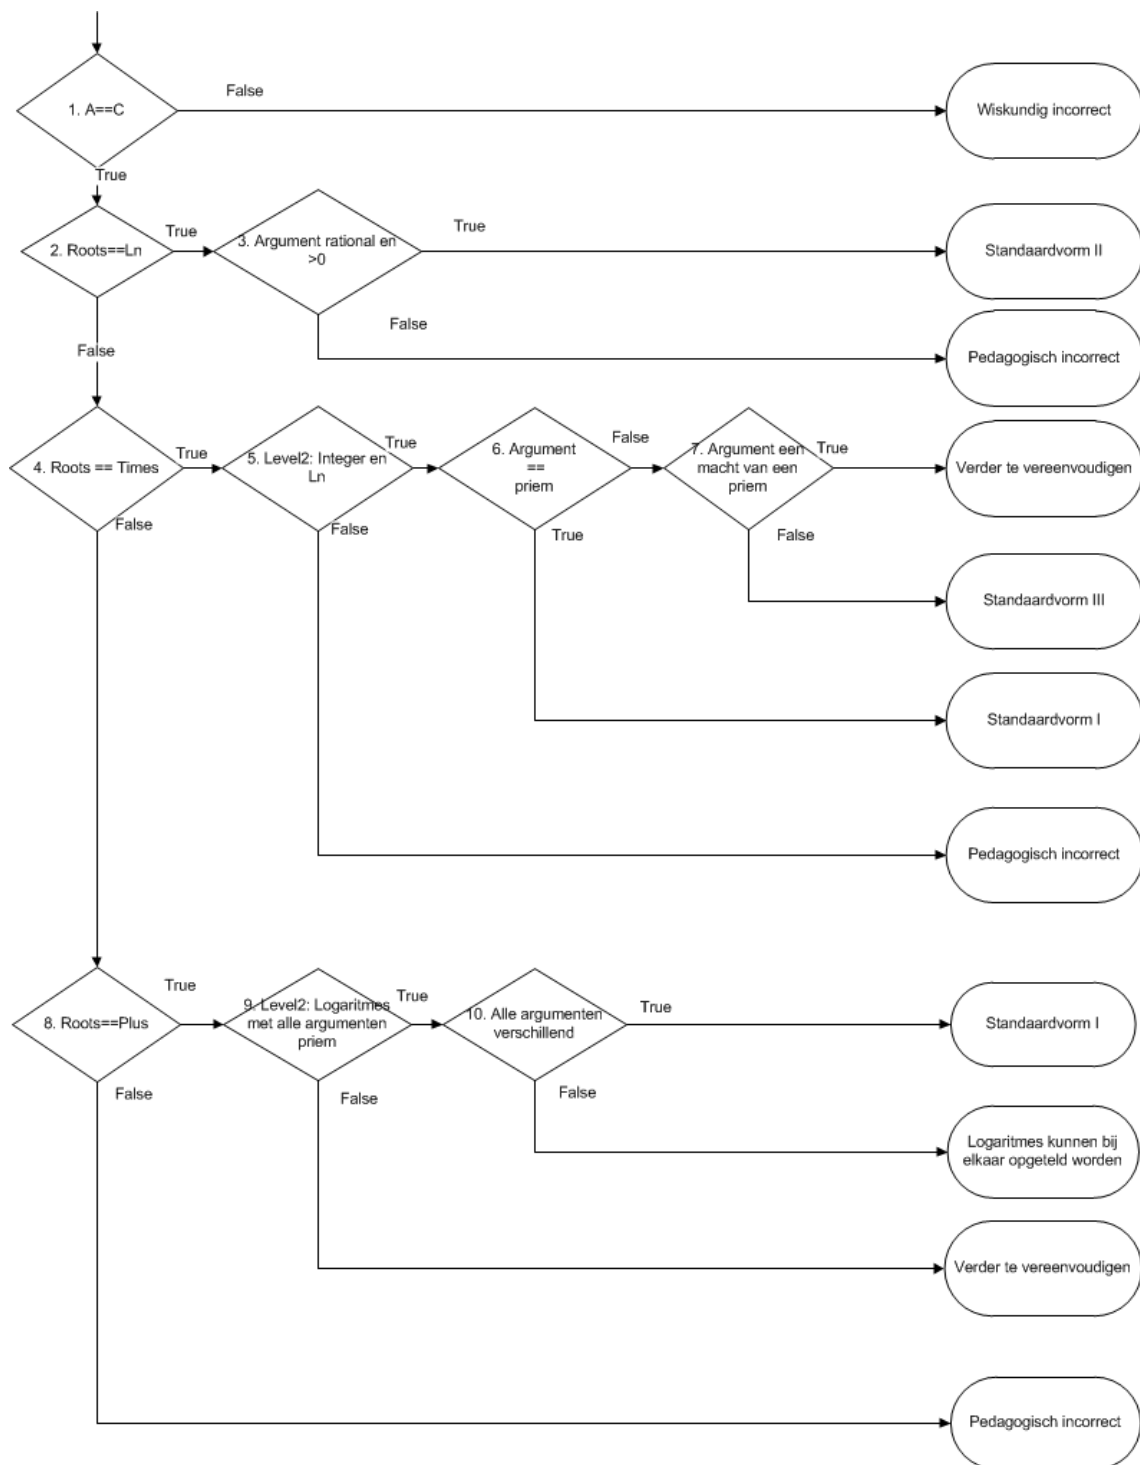 False
1. A==C
Wiskundig incorrect
True
True
True
2. Roots==Ln
3. Argument rational en
>0
Standaardvorm II
False
False
Pedagogisch incorrect
True
True
False
True
4. Roots == Times
5. Level2: Integer en
Ln
6. Argument
==
priem
7. Argument een
macht van een
priem
Verder te vereenvoudigen
False
False
True
False
Standaardvorm III
Standaardvorm I
Pedagogisch incorrect
True
True
True
8. Roots==Plus
9. Level2: Logaritmes
met alle argumenten
priem
10. Alle argumenten
verschillend
Standaardvorm I
False
False
False
Logaritmes kunnen bij
elkaar opgeteld worden
Verder te vereenvoudigen
Pedagogisch incorrect